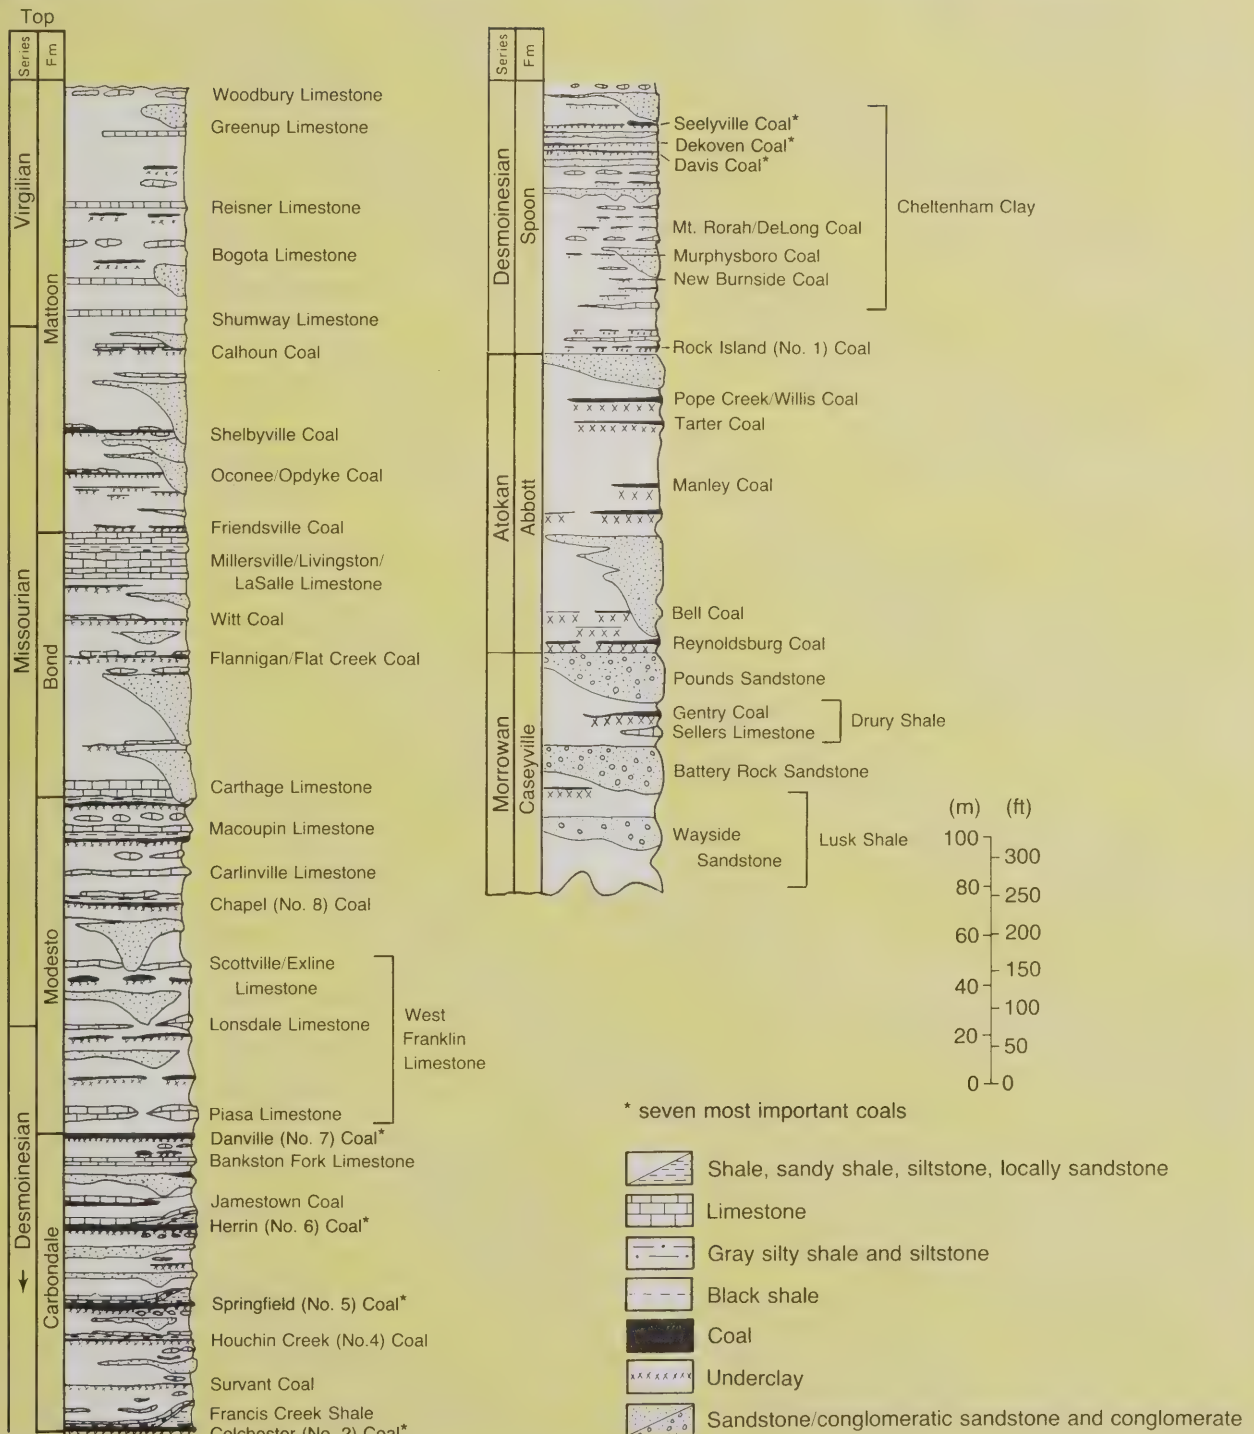 Top
Series
Fm
Virgilian
Missourian
Desmoinesian
Mattoon
Bond
Modesto
Carbondale
Woodbury Limestone
Greenup Limestone
Reisner Limestone
Bogota Limestone
Shumway Limestone
Calhoun Coal
Shelbyville Coal
Oconee/Opdyke Coal
Friendsville Coal
Millersville/Livingston/
LaSalle Limestone
Witt Coal
Flannigan/Flat Creek Coal
Carthage Limestone
Macoupin Limestone
Carlinville Limestone
Chapel (No. 8) Coal
Scottville/Exline
Limestone
Lonsdale Limestone
West
Franklin
Limestone
Piasa Limestone
Danville (No. 7) Coal*
Bankston Fork Limestone
Jamestown Coal
Herrin (No. 6) Coal*
Springfield (No. 5) Coal*
Houchin Creek (No.4) Coal
Survant Coal
Francis Creek Shale
Colchester (No. 2) Coal*
Series
Fm
Desmoinesian
Atokan
Morrowan
Spoon
Abbott
Caseyville
Seelyville Coal*
Dekoven Coal*
Davis Coal*
Cheltenham Clay
Mt. Rorah/DeLong Coal
Murphysboro Coal
New Burnside Coal
Rock Island (No. 1) Coal
Pope Creek/Willis Coal
Tarter Coal
Manley Coal
Bell Coal
Reynoldsburg Coal
Pounds Sandstone
Gentry Coal
Sellers Limestone
Drury Shale
Battery Rock Sandstone
Wayside
Sandstone
Lusk Shale
(m) (ft)
100
300
80
250
60
200
150
40
100
20
50
0 0
* seven most important coals
Shale, sandy shale, siltstone, locally sandstone
Limestone
Gray silty shale and siltstone
Black shale
Coal
Underclay
Sandstone/conglomeratic sandstone and conglomerate